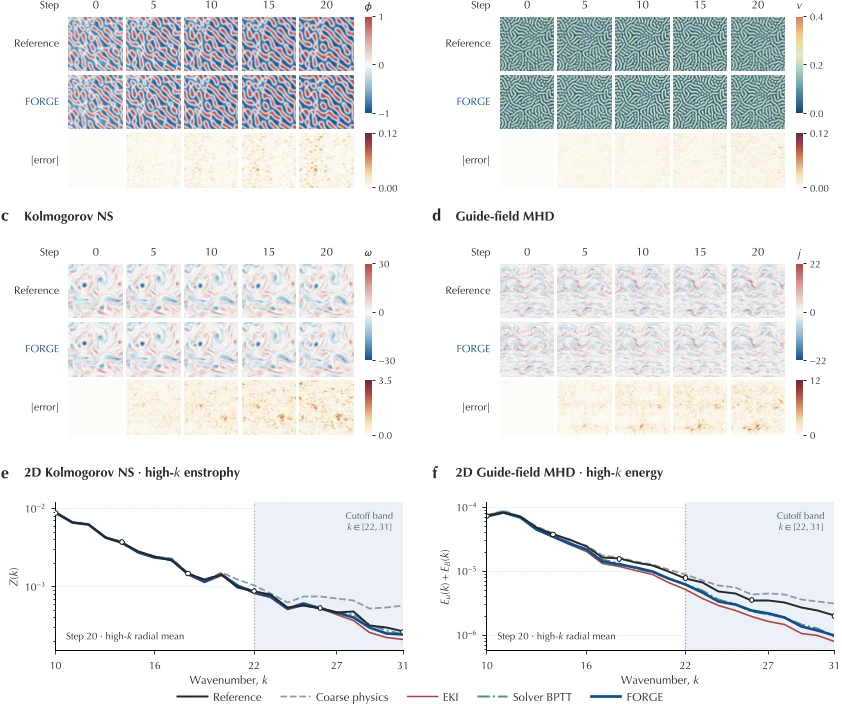 Step 0 5 10 15 20 ϕ
1
Reference
0
FORGE
−1
0.12
|error|
0.00
Step 0 5 10 15 20 v
0.4
Reference
0.2
FORGE
0.0
0.12
|error|
0.00
c Kolmogorov NS
Step 0 5 10 15 20 ω
30
Reference
0
FORGE
−30
3.5
|error|
0.0
d Guide-field MHD
Step 0 5 10 15 20 j
22
Reference
0
FORGE
−22
12
|error|
0
e 2D Kolmogorov NS · high-k enstrophy
Cutoff band
k ∈ [22, 31]
10⁻²
10⁻³
Z(k)
Step 20 · high-k radial mean
10 16 22 27 31
Wavenumber, k
f 2D Guide-field MHD · high-k energy
Cutoff band
k ∈ [22, 31]
10⁻⁴
10⁻⁵
10⁻⁶
E_u(k) + E_B(k)
Step 20 · high-k radial mean
10 16 22 27 31
Wavenumber, k
Reference Coarse physics EKI Solver BPTT FORGE